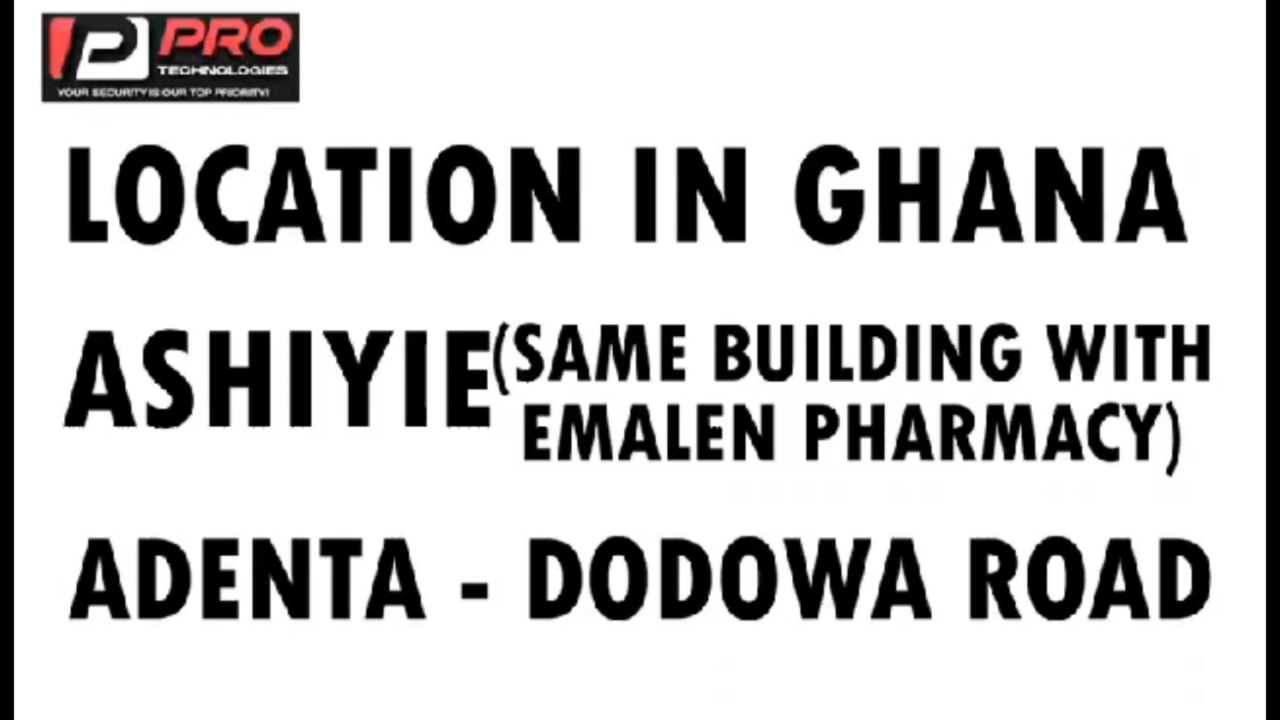 PRO
TECHNOLOGIES
YOUR SECURITY IS OUR TOP PRIORITY!
LOCATION IN GHANA
ASHIYIE (SAME BUILDING WITH
EMALEN PHARMACY)
ADENTA - DODOWA ROAD